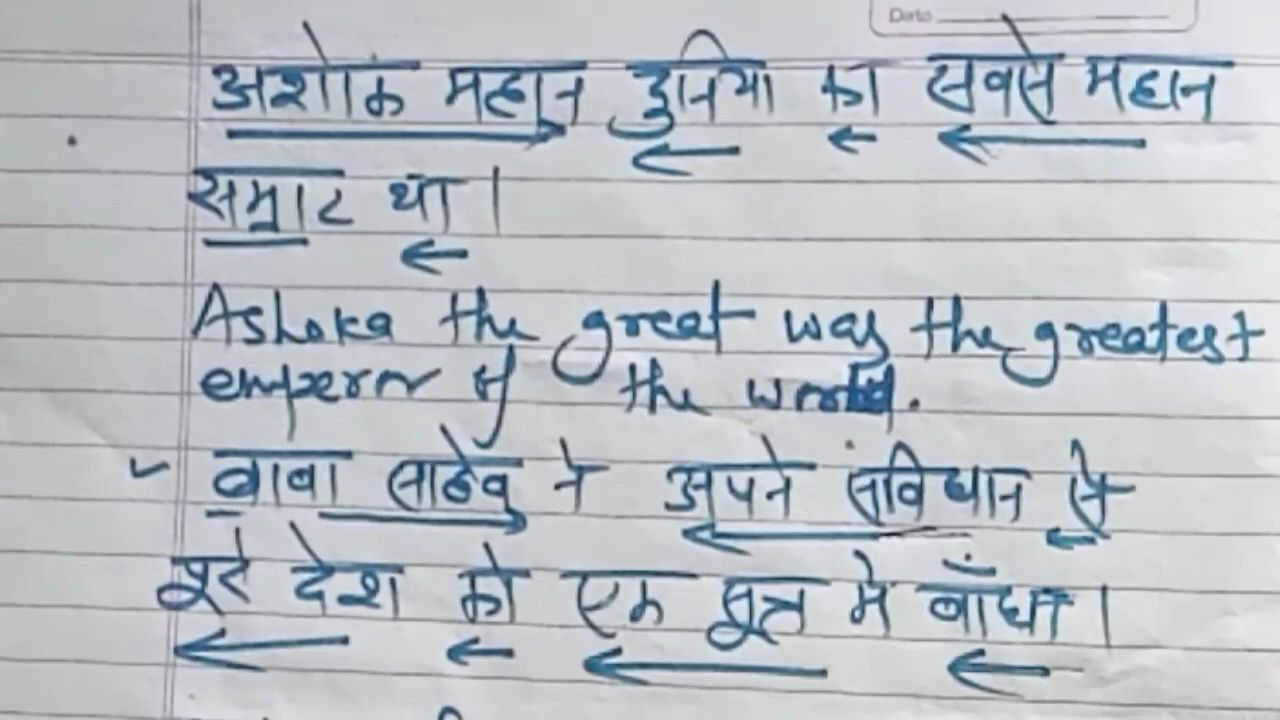 Date
अशोक महान दुनिया का सबसे महान
सम्राट था।
Ashoka the great was the greatest
emperor of the world.
बाबा साहेब ने अपने संविधान से
पूरे देश को एक सूत्र में बाँधा।